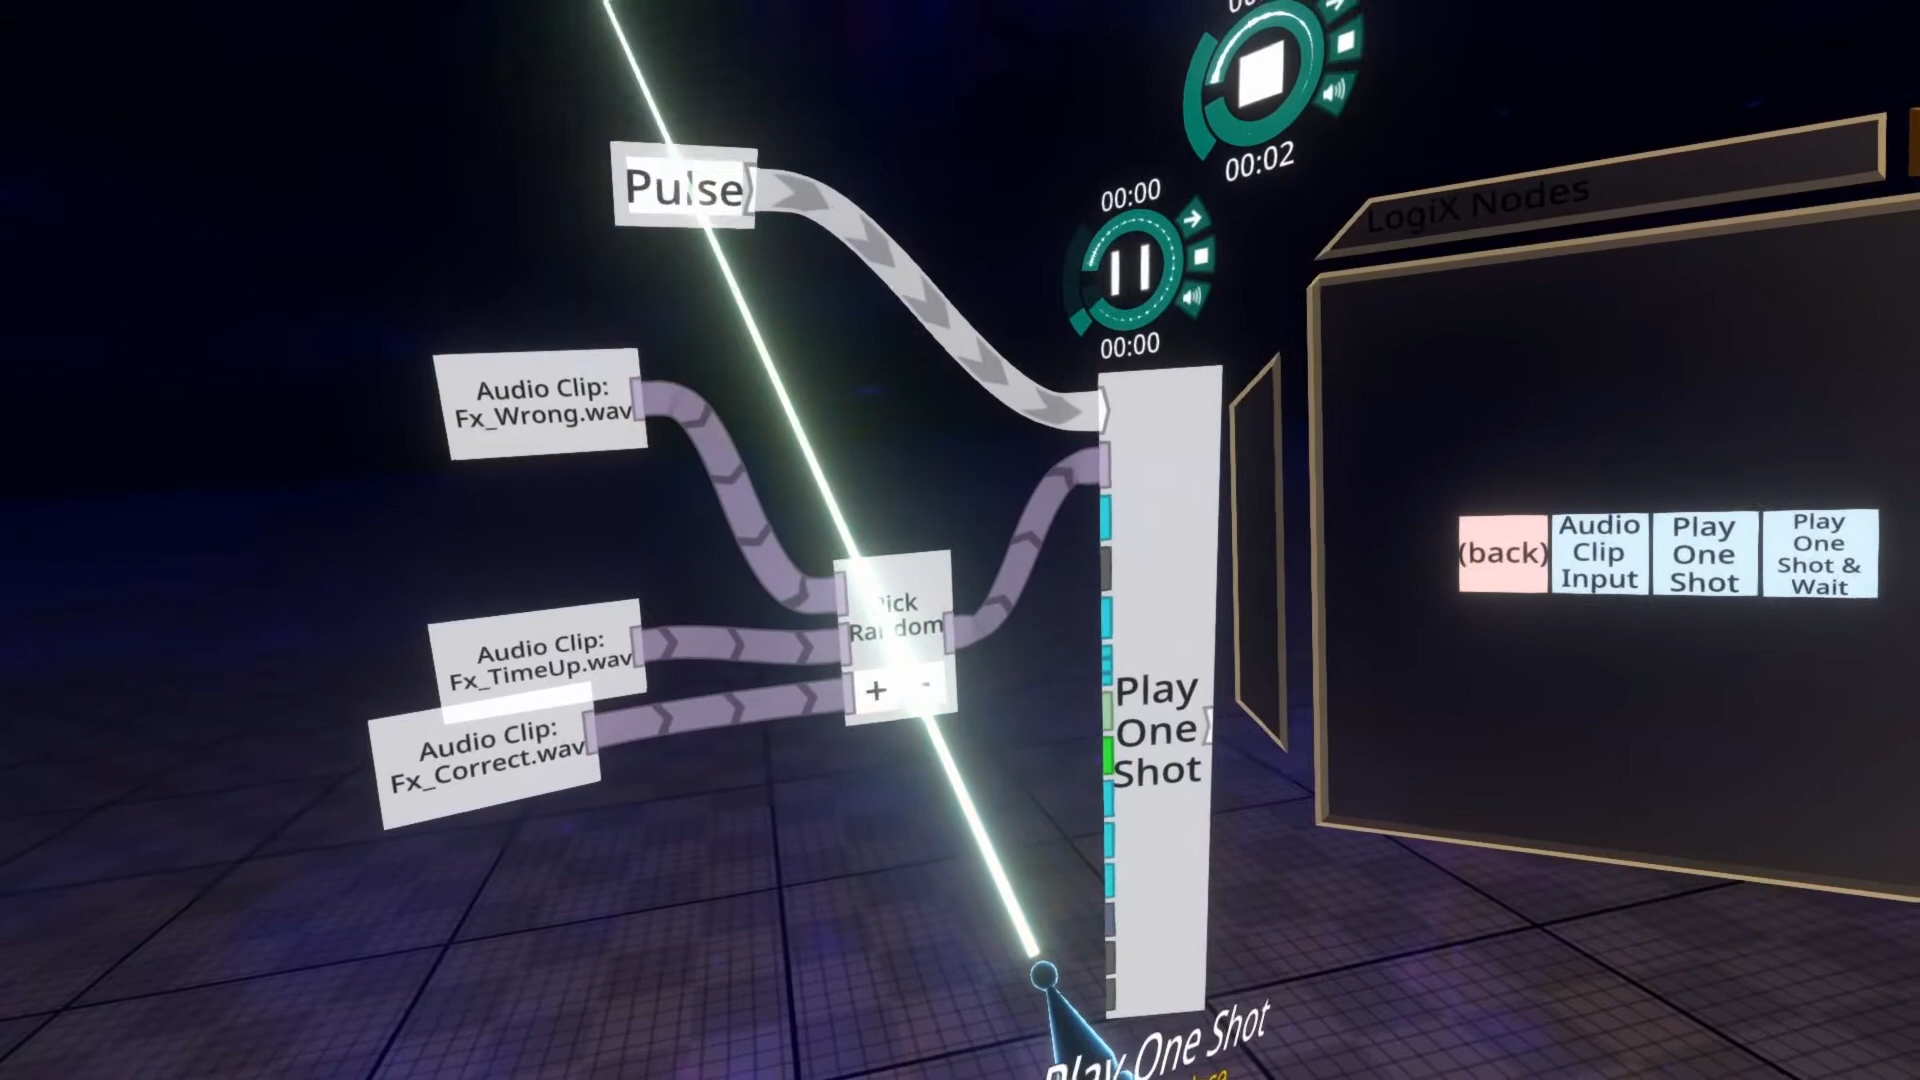 00:02
00:00
Pulse
LogiX Nodes
00:00
Audio Clip:
Fx_Wrong.wav
(back)
Audio
Clip
Input
Play
One
Shot
Play
One
Shot &
Wait
Pick
Random
+ -
Audio Clip:
Fx_TimeUp.wav
Audio Clip:
Fx_Correct.wav
Play
One
Shot
Play One Shot